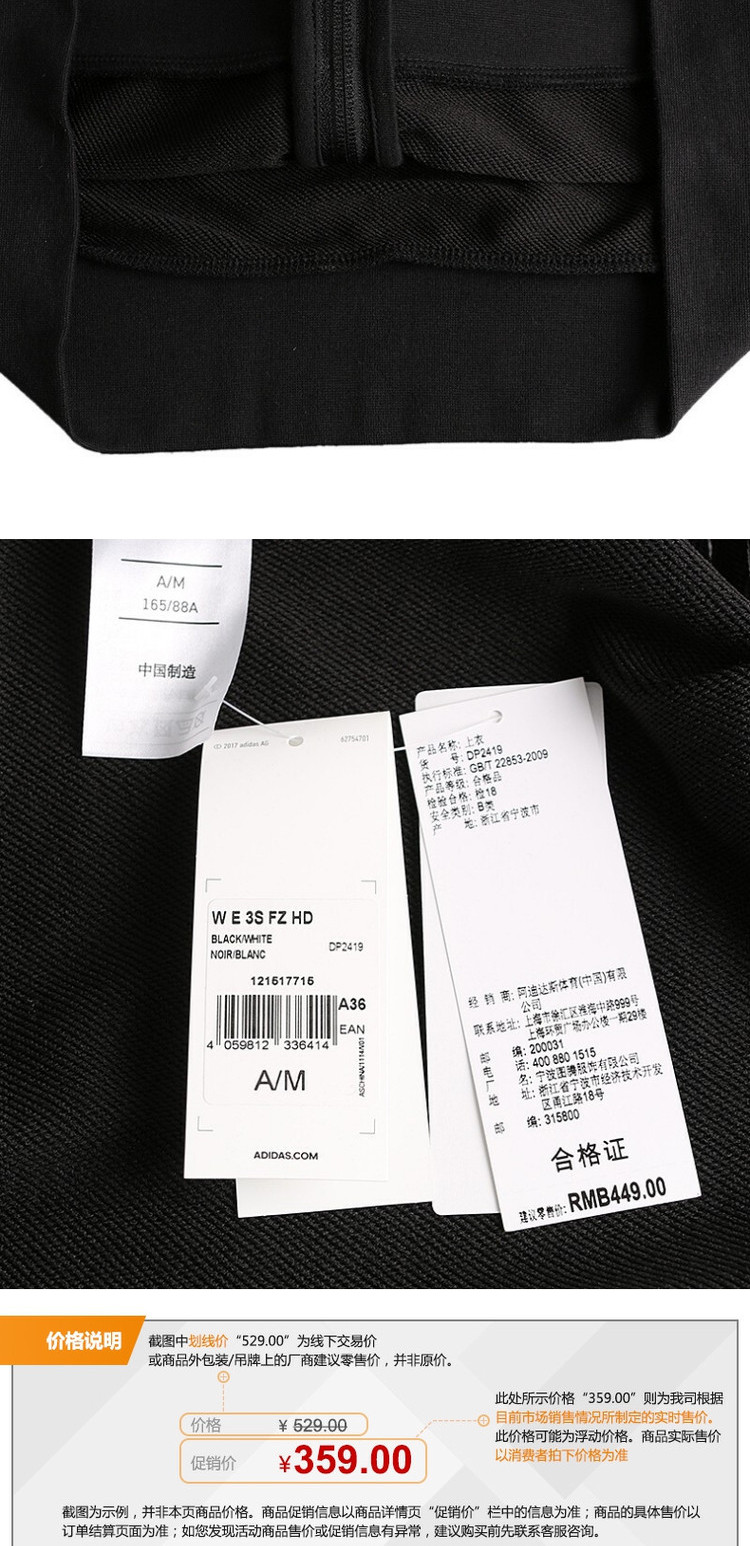 A/M
165/88A
中国制造
© 2017 adidas AG
62754701
W E 3S FZ HD
BLACK/WHITE
NOIR/BLANC
DP2419
121517715
A36
EAN
4 059812 336414
A/M
ADIDAS.COM
产品名称: 上衣
货 号: DP2419
执行标准: GB/T 22853-2009
产品等级: 合格品
检验合格: 检18
安全类别: B类
产 地: 浙江省宁波市
经 销 商: 阿迪达斯体育(中国)有限
公司
联系地址: 上海市徐汇区淮海中路999号
上海环贸广场办公楼一期29楼
邮 编: 200031
电 话: 400 880 1515
厂 名: 宁波图腾服饰有限公司
地 址: 浙江省宁波市经济技术开发
区甬江路18号
邮 编: 315800
合格证
建议零售价: RMB449.00
价格说明
截图中划线价“529.00”为线下交易价
或商品外包装/吊牌上的厂商建议零售价，并非原价。
此处所示价格“359.00”则为我司根据
目前市场销售情况所制定的实时售价。
此价格可能为浮动价格。商品实际售价
以消费者拍下价格为准
价格 ¥ 529.00
促销价 ¥359.00
截图为示例，并非本页商品价格。商品促销信息以商品详情页“促销价”栏中的信息为准；商品的具体售价以
订单结算页面为准；如您发现活动商品售价或促销信息有异常，建议购买前先联系客服咨询。